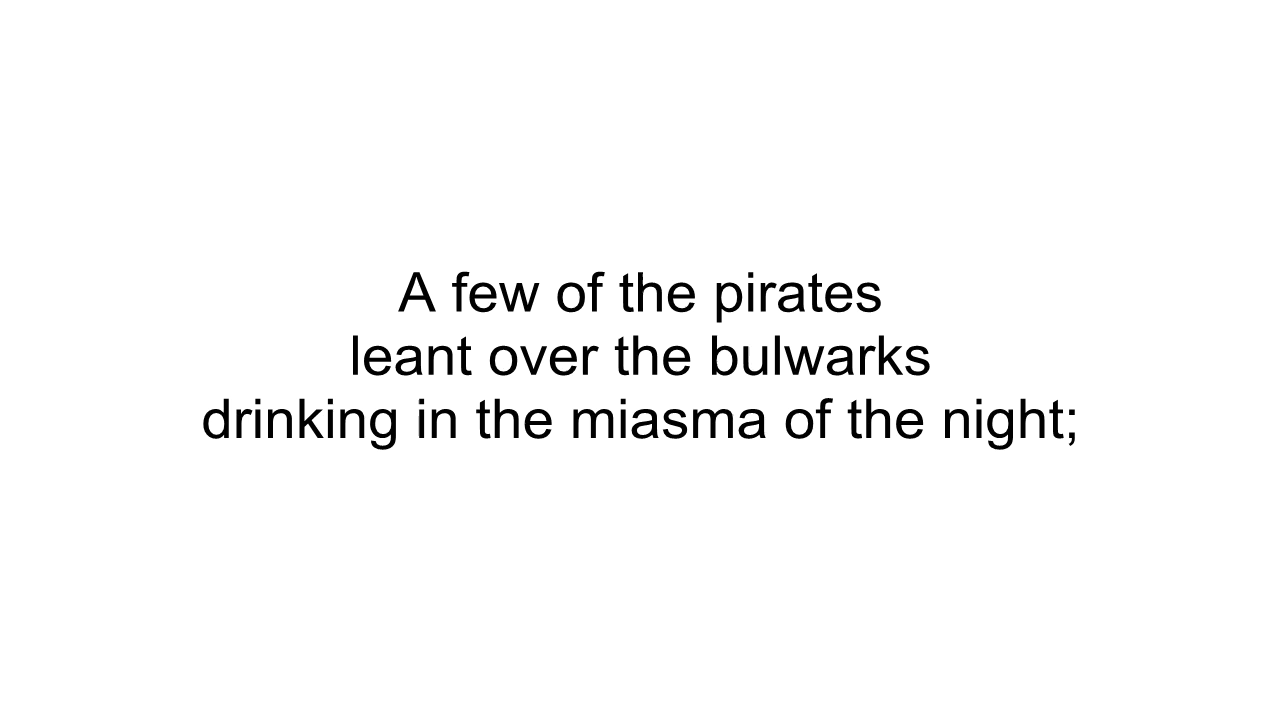 A few of the pirates
leant over the bulwarks
drinking in the miasma of the night;